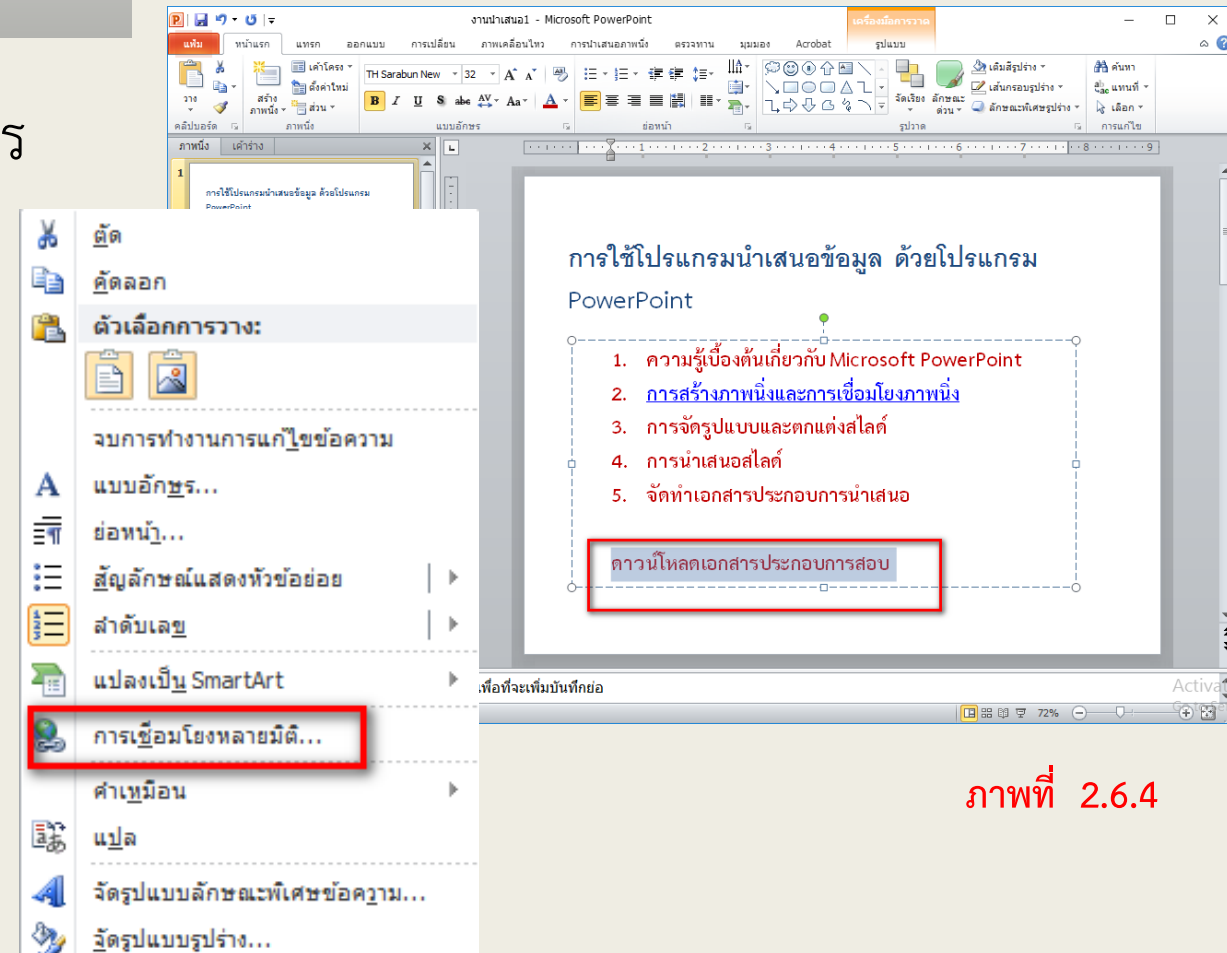 ร
งานนำเสนอ1 - Microsoft PowerPoint
เครื่องมือการวาด
แฟ้ม หน้าแรก แทรก ออกแบบ การเปลี่ยน ภาพเคลื่อนไหว การนำเสนอภาพนิ่ง ตรวจทาน มุมมอง Acrobat รูปแบบ
วาง
สร้าง
ภาพนิ่ง
เค้าโครง
ตั้งค่าใหม่
ส่วน
TH Sarabun New 32
B I U S abc AV Aa A
จัดเรียง
ลักษณะ
ด่วน
เติมสีรูปร่าง
เส้นกรอบรูปร่าง
ลักษณะพิเศษรูปร่าง
ค้นหา
แทนที่
เลือก
คลิปบอร์ด ภาพนิ่ง แบบอักษร ย่อหน้า รูปวาด การแก้ไข
ภาพนิ่ง เค้าร่าง
1 2 3 4 5 6 7 8 9
1
การใช้โปรแกรมนำเสนอข้อมูล ด้วยโปรแกรม
PowerPoint
การใช้โปรแกรมนำเสนอข้อมูล ด้วยโปรแกรม
PowerPoint
1. ความรู้เบื้องต้นเกี่ยวกับ Microsoft PowerPoint
2. การสร้างภาพนิ่งและการเชื่อมโยงภาพนิ่ง
3. การจัดรูปแบบและตกแต่งสไลด์
4. การนำเสนอสไลด์
5. จัดทำเอกสารประกอบการนำเสนอ
ดาวน์โหลดเอกสารประกอบการสอบ
ตัด
คัดลอก
ตัวเลือกการวาง:
จบการทำงานการแก้ไขข้อความ
แบบอักษร...
ย่อหน้า...
สัญลักษณ์แสดงหัวข้อย่อย
ลำดับเลข
แปลงเป็น SmartArt
การเชื่อมโยงหลายมิติ...
คำเหมือน
แปล
จัดรูปแบบลักษณะพิเศษข้อความ...
จัดรูปแบบรูปร่าง...
เพื่อที่จะเพิ่มบันทึกย่อ
72%
ภาพที่ 2.6.4